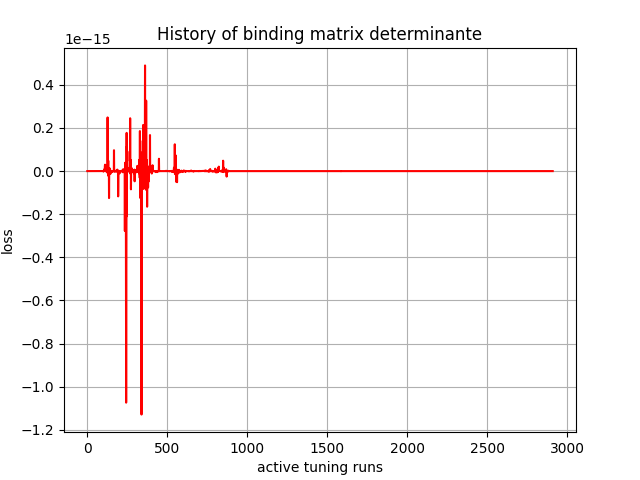 History of binding matrix determinante
1e−15
0.4
0.2
0.0
−0.2
−0.4
−0.6
−0.8
−1.0
−1.2
loss
0 500 1000 1500 2000 2500 3000
active tuning runs